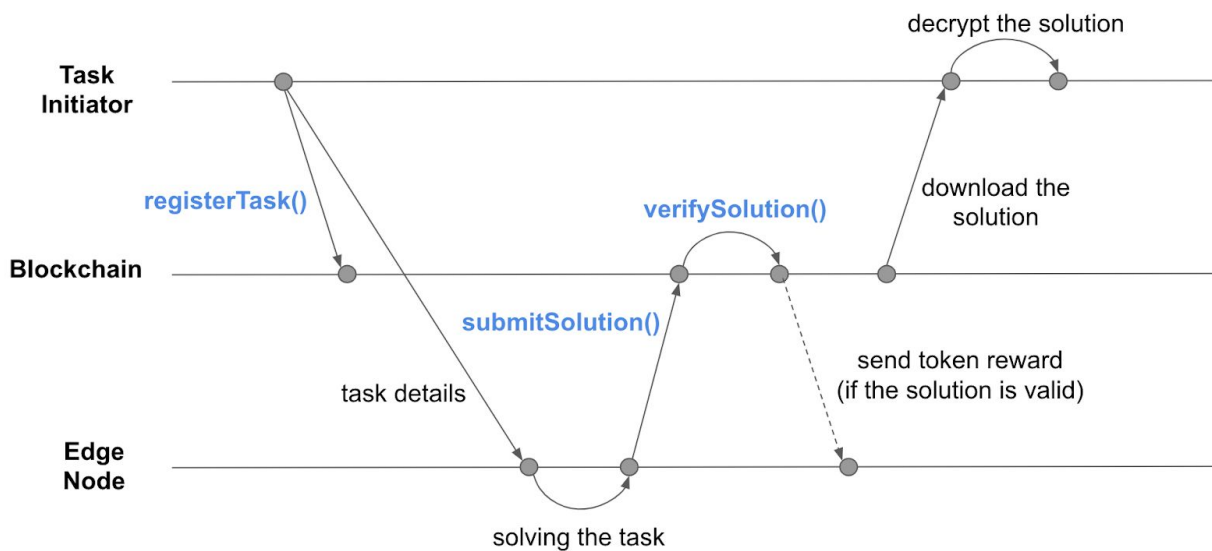 decrypt the solution
Task
Initiator
registerTask()
verifySolution()
download the
solution
Blockchain
submitSolution()
task details
send token reward
(if the solution is valid)
Edge
Node
solving the task